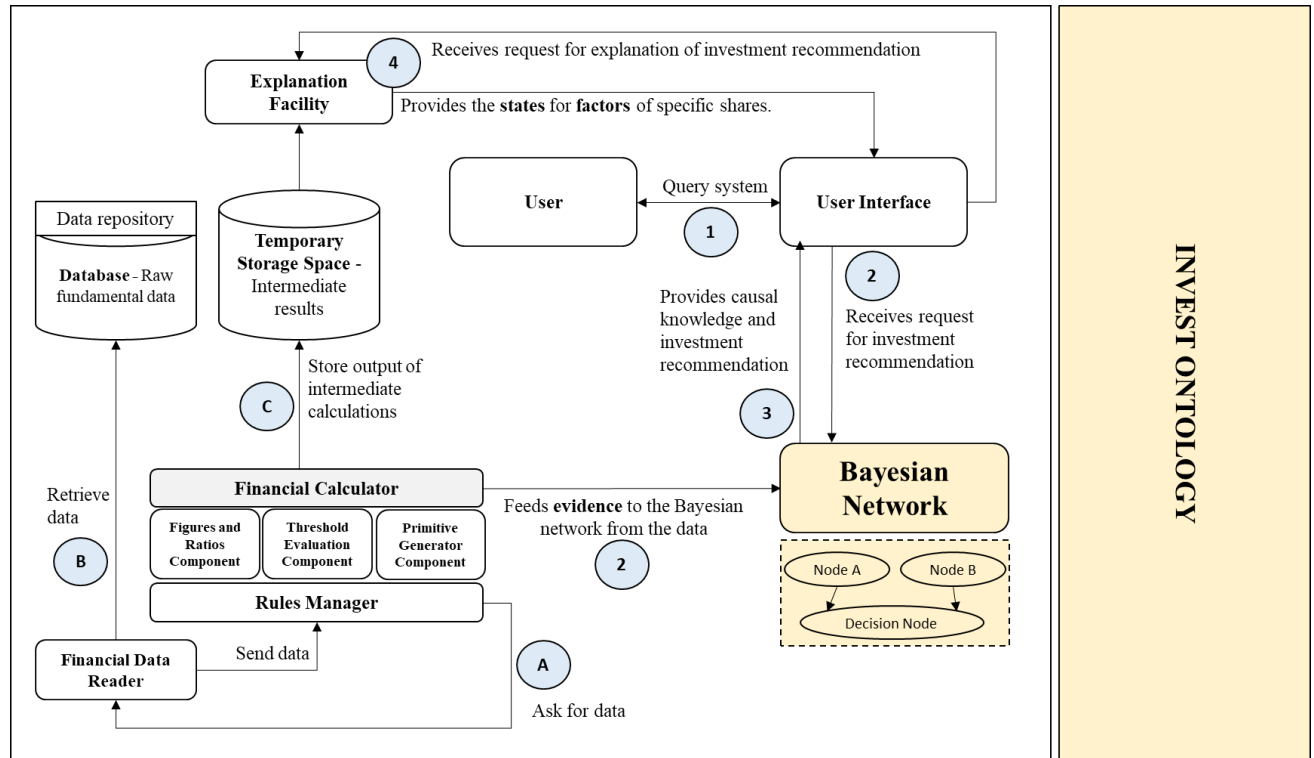 Receives request for explanation of investment recommendation
4
Explanation
Facility
Provides the states for factors of specific shares.
User
Query system
1
User Interface
Data repository
Database - Raw
fundamental data
Temporary
Storage Space -
Intermediate
results
2
Receives request
for investment
recommendation
Provides causal
knowledge and
investment
recommendation
3
Store output of
intermediate
calculations
C
Bayesian
Network
Financial Calculator
Figures and
Ratios
Component
Threshold
Evaluation
Component
Primitive
Generator
Component
Rules Manager
Feeds evidence to the Bayesian
network from the data
2
Retrieve
data
B
Node A
Node B
Decision Node
Financial Data
Reader
Send data
A
Ask for data
INVEST ONTOLOGY